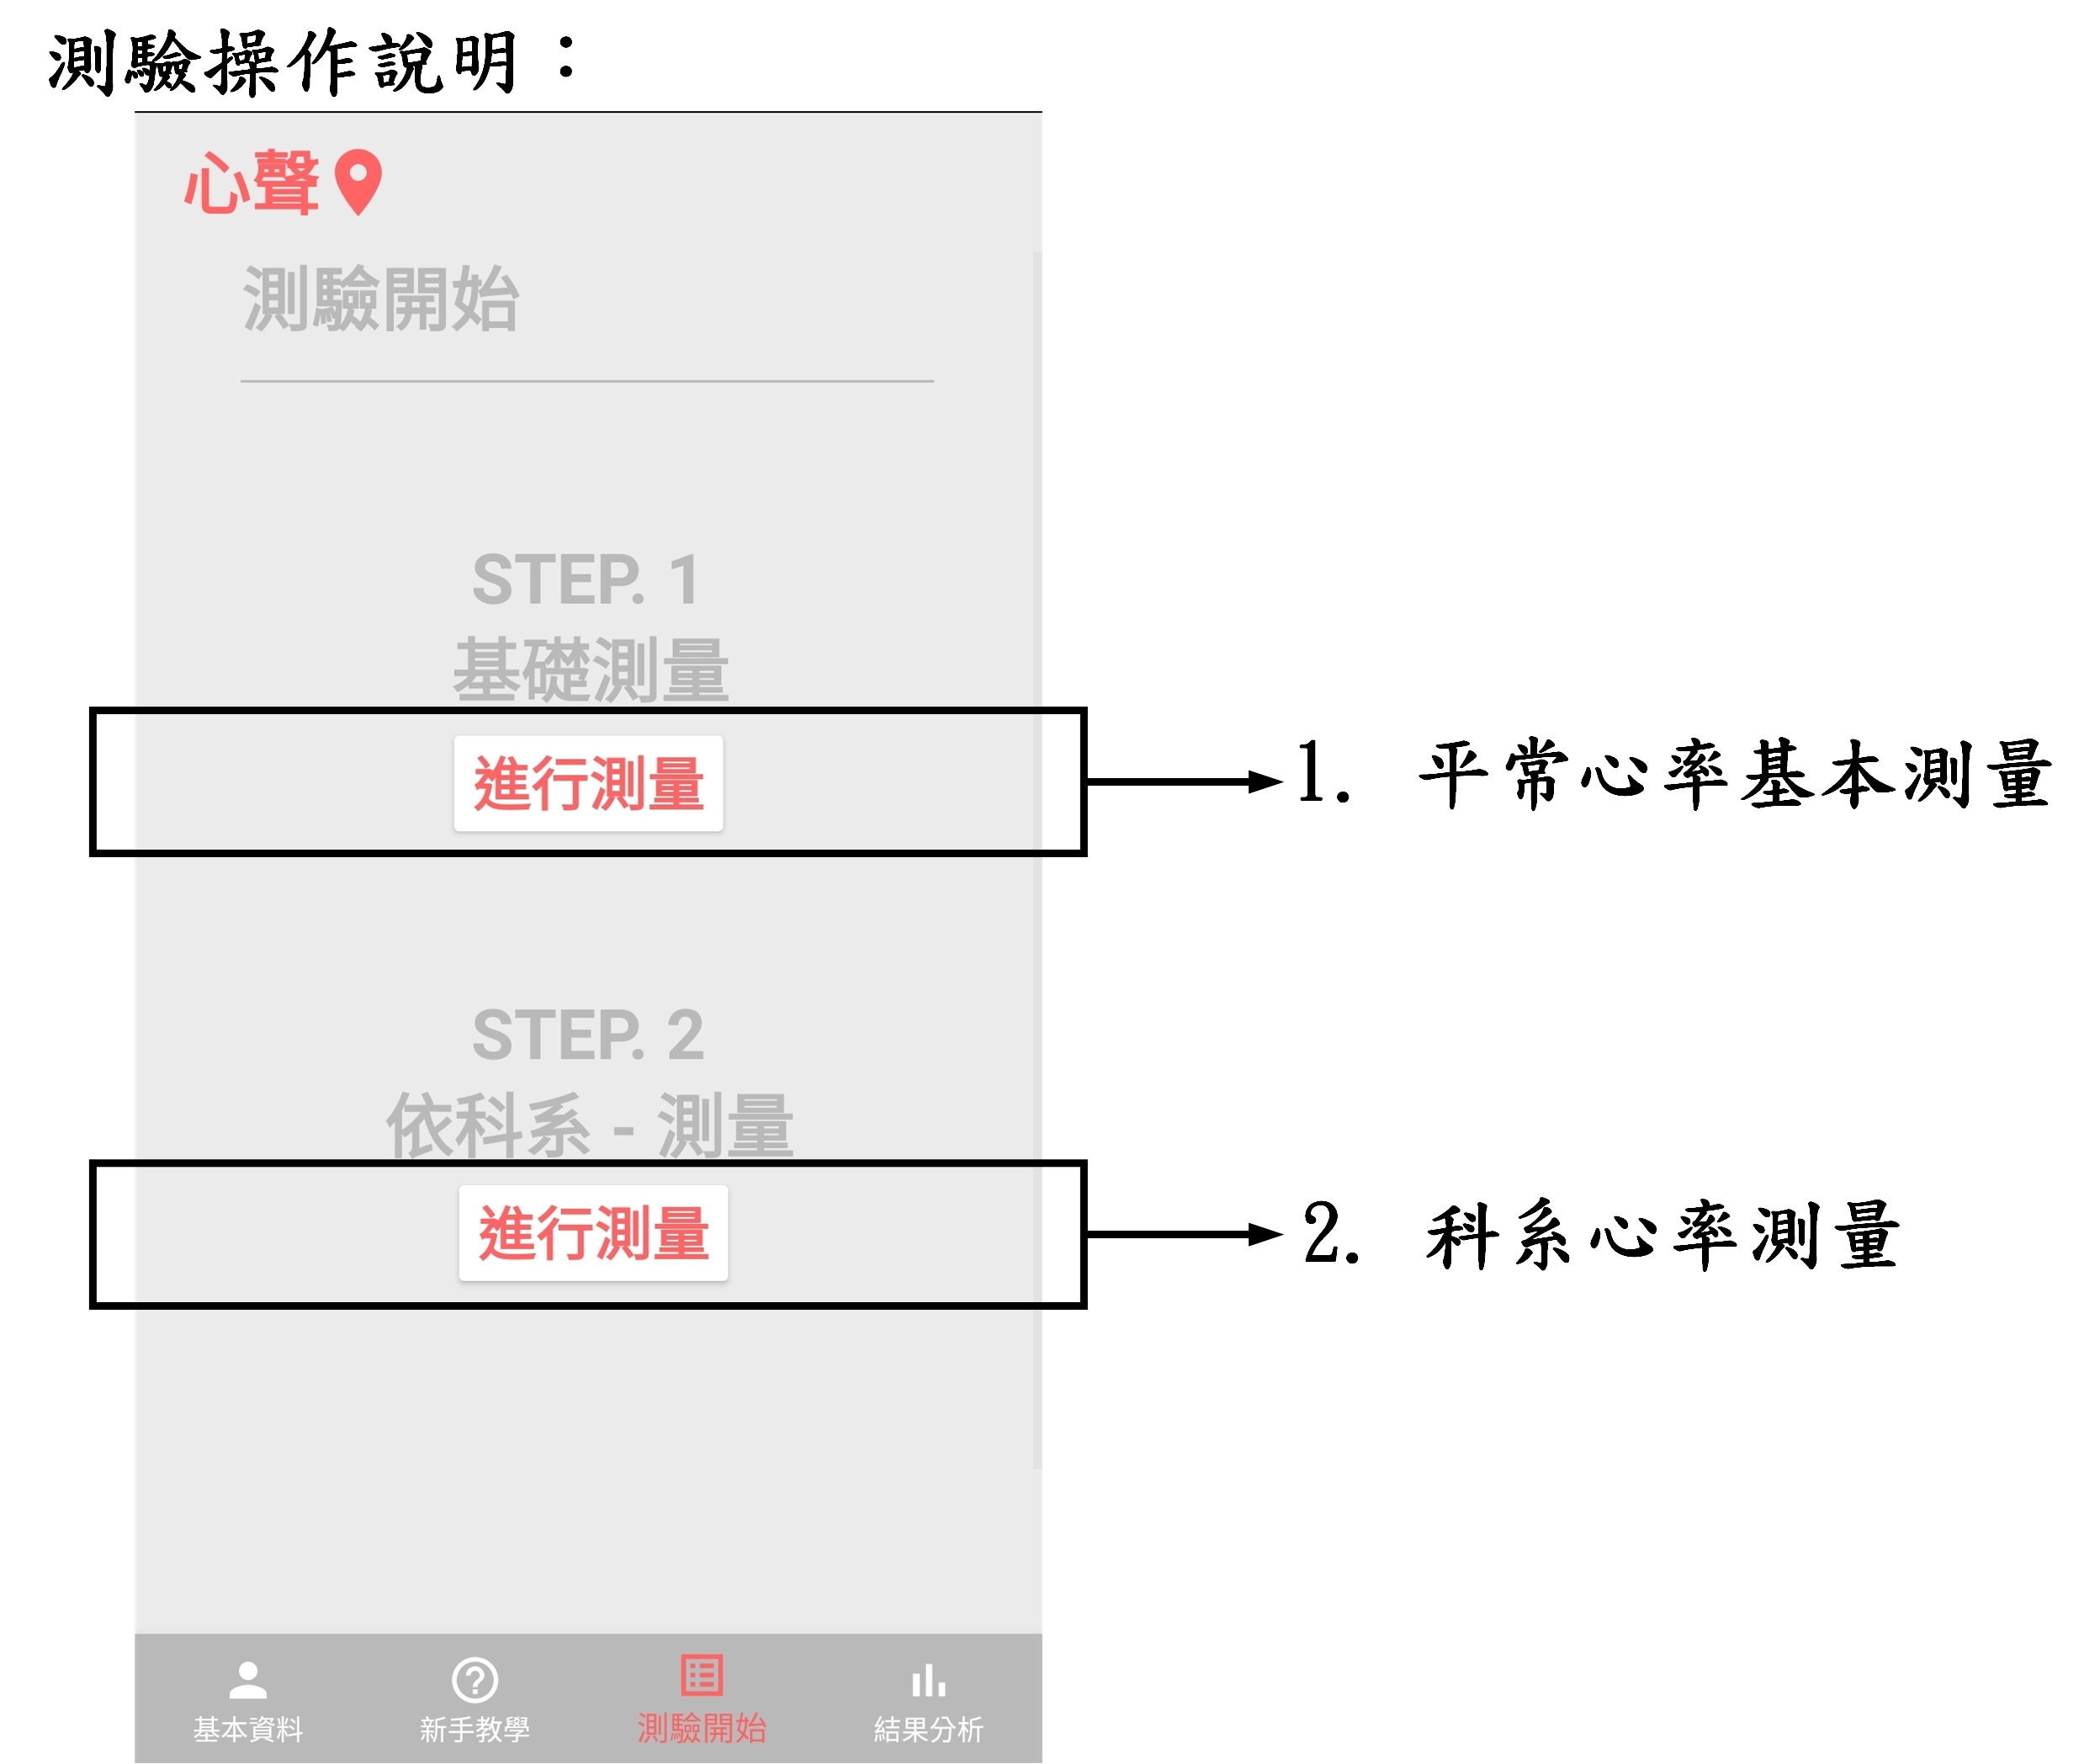 測驗操作說明：
心聲
測驗開始
STEP. 1
基礎測量
進行測量
1. 平常心率基本測量
STEP. 2
依科系 - 測量
進行測量
2. 科系心率測量
基本資料
新手教學
測驗開始
結果分析